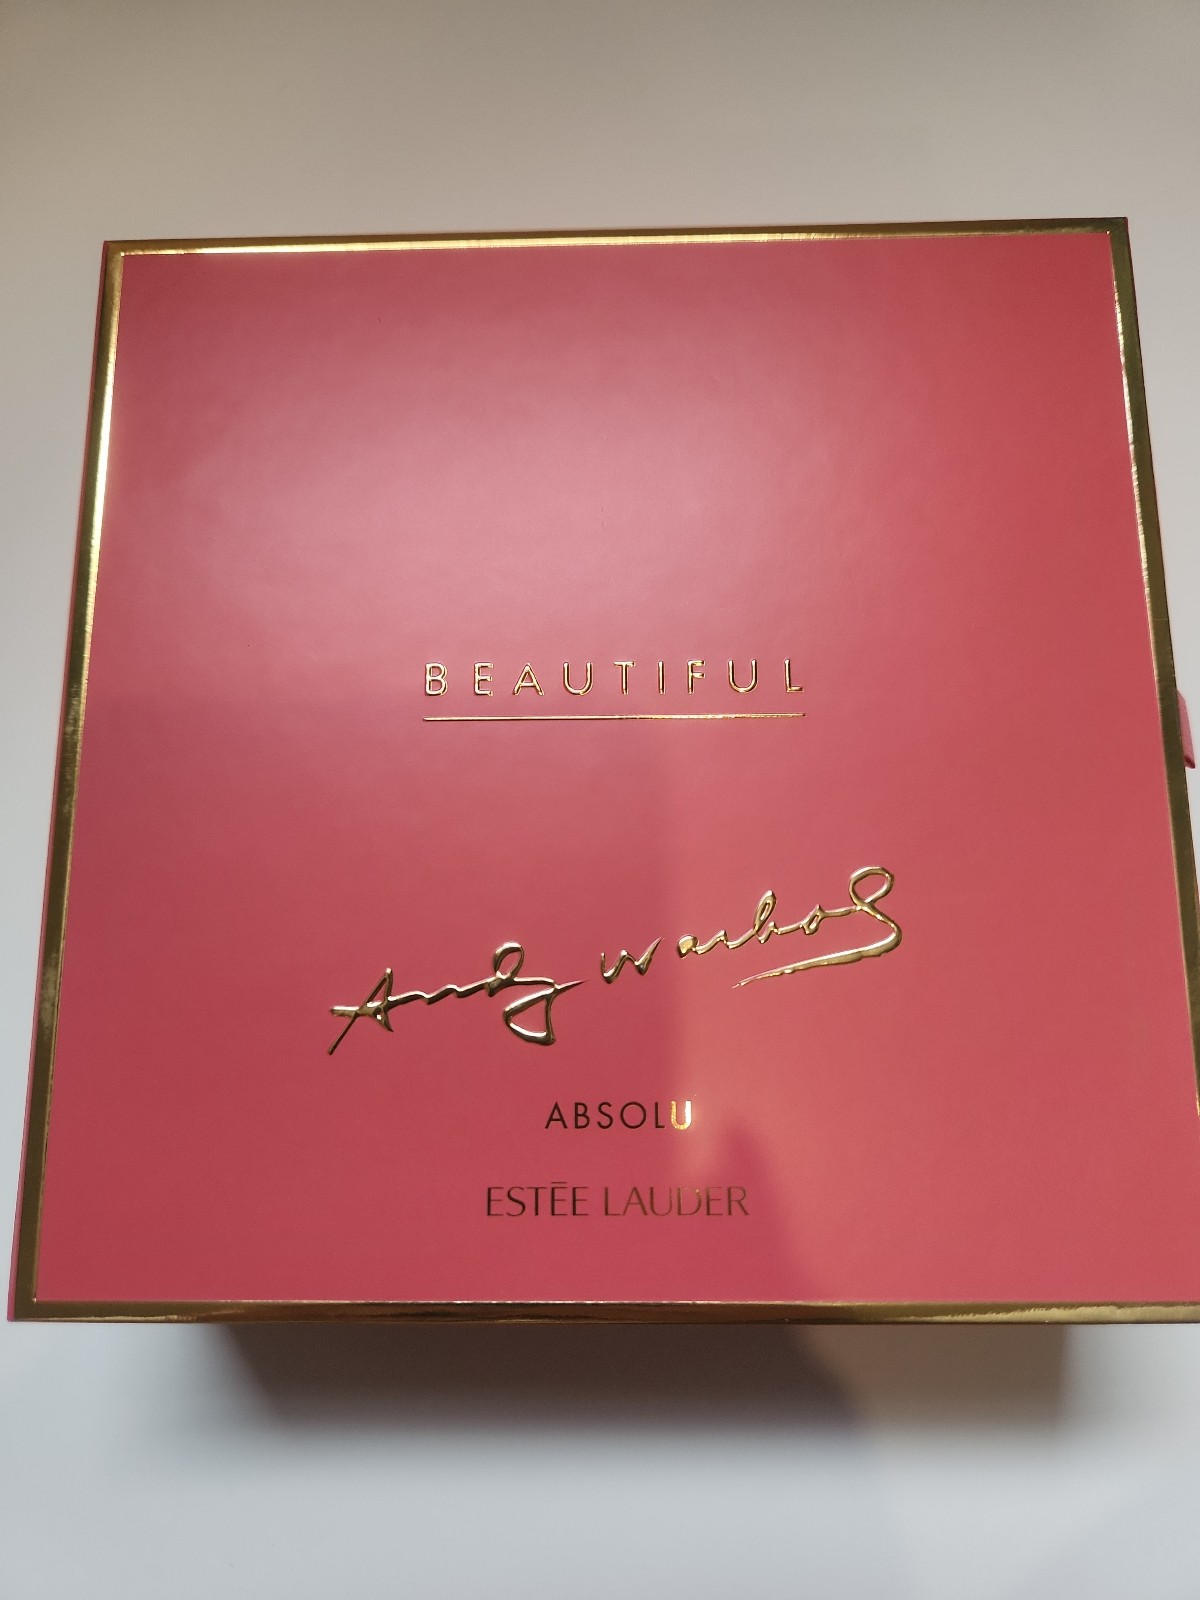 BEAUTIFUL
Andy Warhol
ABSOLU
ESTĒE LAUDER